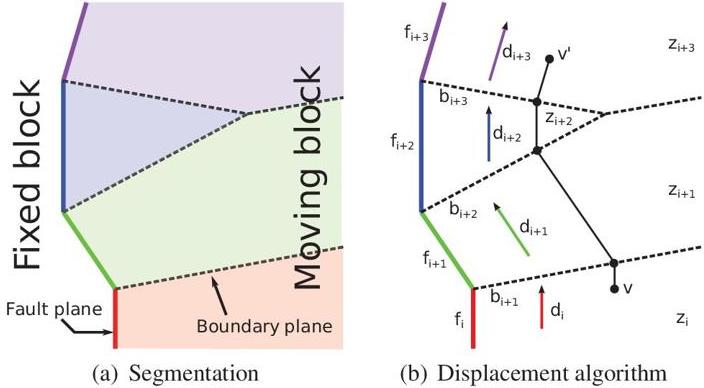 Fixed block
Moving block
Fault plane
Boundary plane
(a) Segmentation
f_{i+3}
d_{i+3}
v'
z_{i+3}
b_{i+3}
z_{i+2}
f_{i+2}
d_{i+2}
z_{i+1}
b_{i+2}
d_{i+1}
f_{i+1}
v
b_{i+1}
d_i
f_i
z_i
(b) Displacement algorithm